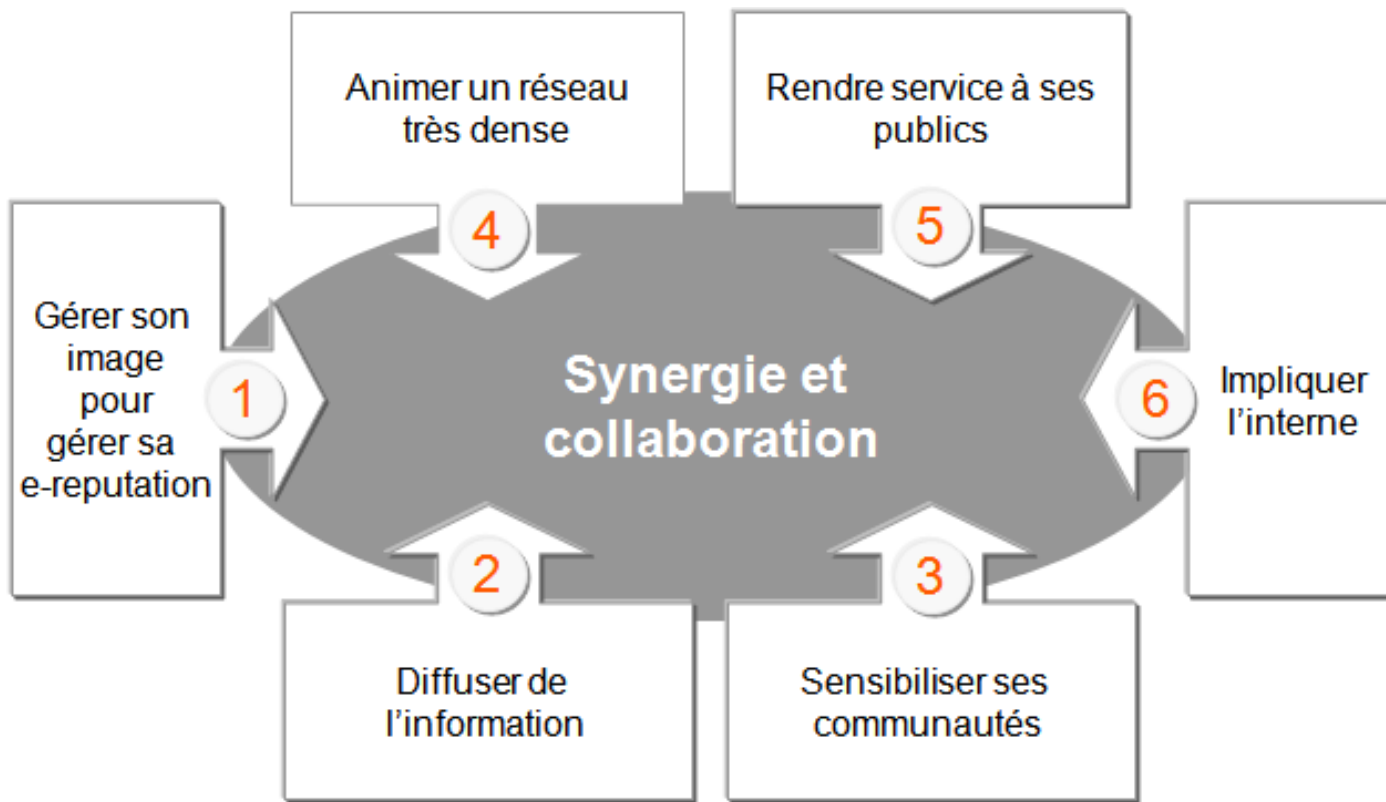 Animer un réseau
très dense
4
Rendre service à ses
publics
5
Gérer son
image
pour
gérer sa
e-reputation
1
Synergie et
collaboration
6
Impliquer
l'interne
2
Diffuser de
l'information
3
Sensibiliser ses
communautés